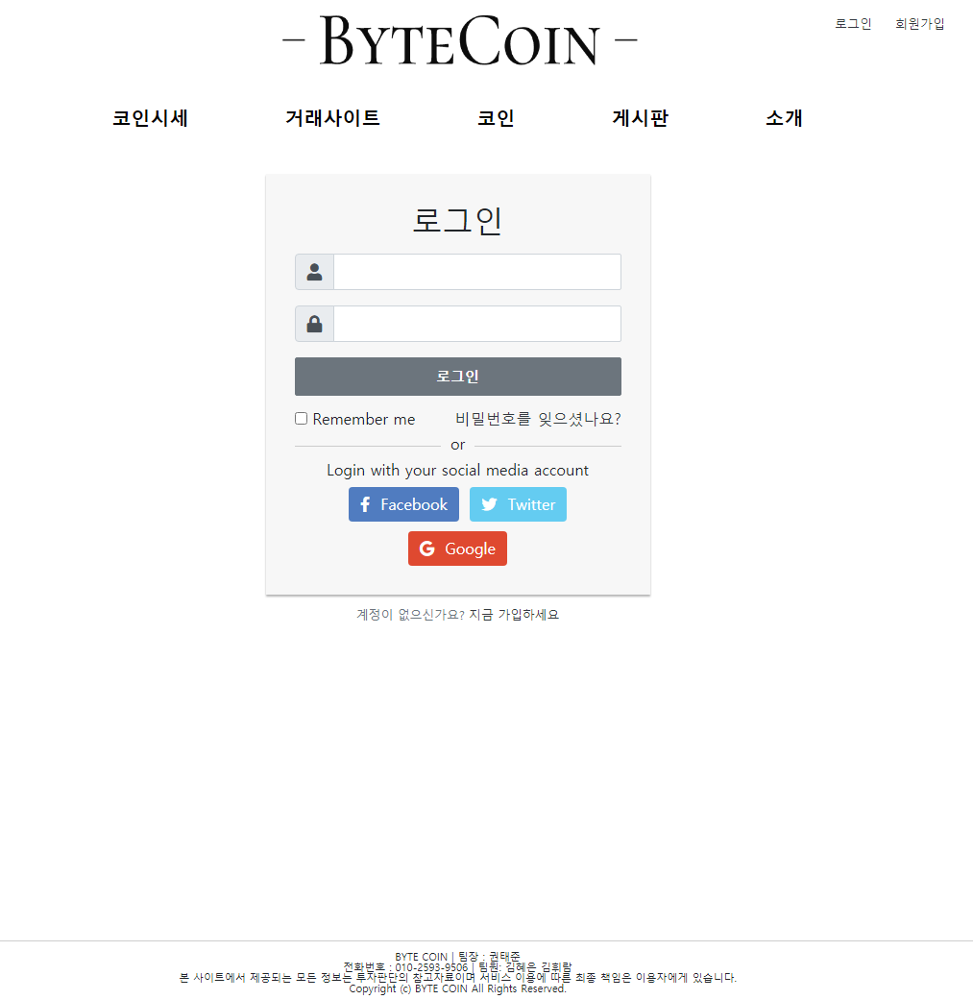 로그인 회원가입
— BYTECOIN —
코인시세 거래사이트 코인 게시판 소개
로그인
로그인
Remember me 비밀번호를 잊으셨나요?
or
Login with your social media account
Facebook Twitter
Google
계정이 없으신가요? 지금 가입하세요
BYTE COIN | 팀장 : 권태준
전화번호 : 010-2593-9506 | 팀원: 김혜은 김휘람
본 사이트에서 제공되는 모든 정보는 투자판단의 참고자료이며 서비스 이용에 따른 최종 책임은 이용자에게 있습니다.
Copyright (c) BYTE COIN All Rights Reserved.